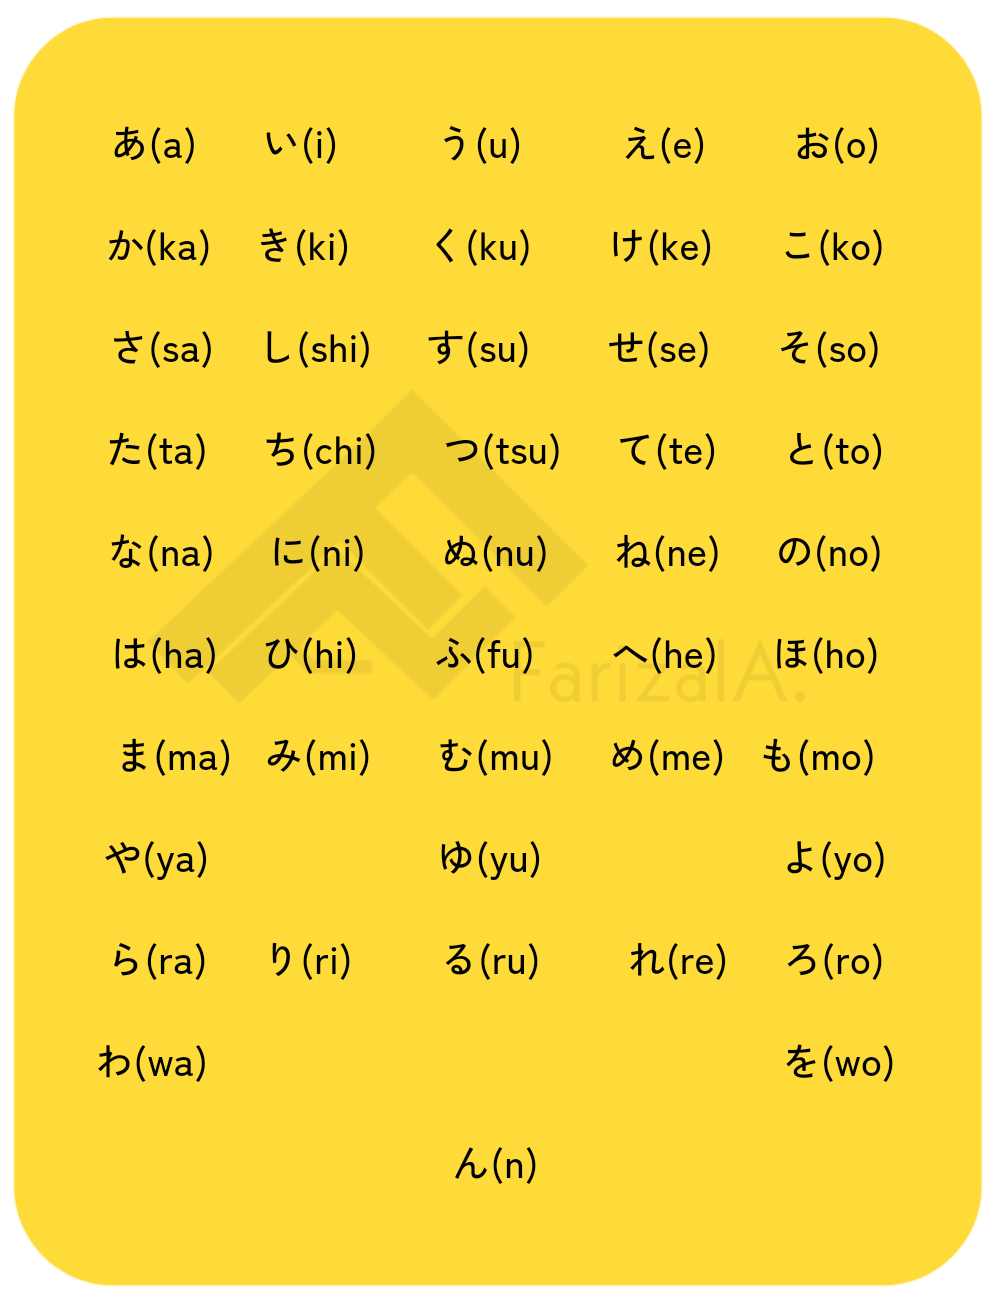 あ(a) い(i) う(u) え(e) お(o)
か(ka) き(ki) く(ku) け(ke) こ(ko)
さ(sa) し(shi) す(su) せ(se) そ(so)
た(ta) ち(chi) つ(tsu) て(te) と(to)
な(na) に(ni) ぬ(nu) ね(ne) の(no)
は(ha) ひ(hi) ふ(fu) へ(he) ほ(ho)
FarizalA.
ま(ma) み(mi) む(mu) め(me) も(mo)
や(ya) ゆ(yu) よ(yo)
ら(ra) り(ri) る(ru) れ(re) ろ(ro)
わ(wa) を(wo)
ん(n)